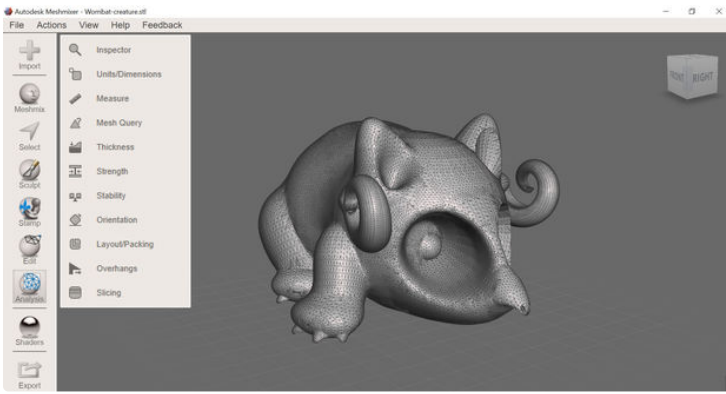 Autodesk Meshmixer - Wombat-creature.stl
File Actions View Help Feedback
Import
Meshmix
Select
Sculpt
Stamp
Edit
Analysis
Shaders
Export
Inspector
Units/Dimensions
Measure
Mesh Query
Thickness
Strength
Stability
Orientation
Layout/Packing
Overhangs
Slicing
FRONT RIGHT